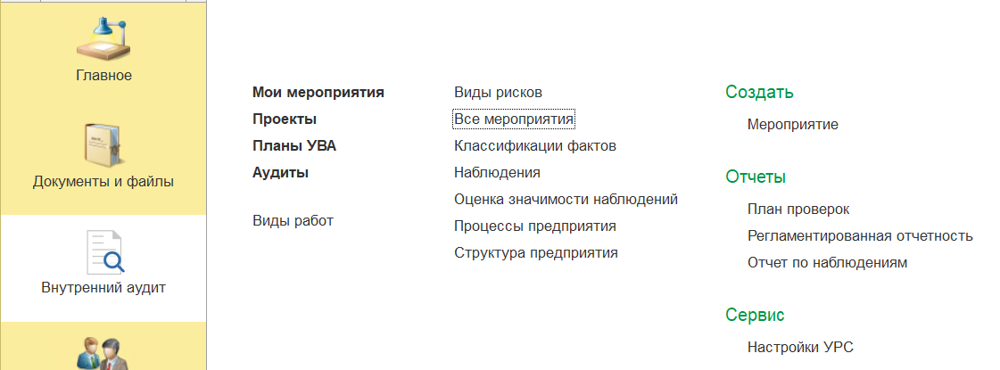 Главное
Документы и файлы
Внутренний аудит
Мои мероприятия
Проекты
Планы УВА
Аудиты
Виды работ
Виды рисков
Все мероприятия
Классификации фактов
Наблюдения
Оценка значимости наблюдений
Процессы предприятия
Структура предприятия
Создать
Мероприятие
Отчеты
План проверок
Регламентированная отчетность
Отчет по наблюдениям
Сервис
Настройки УРС